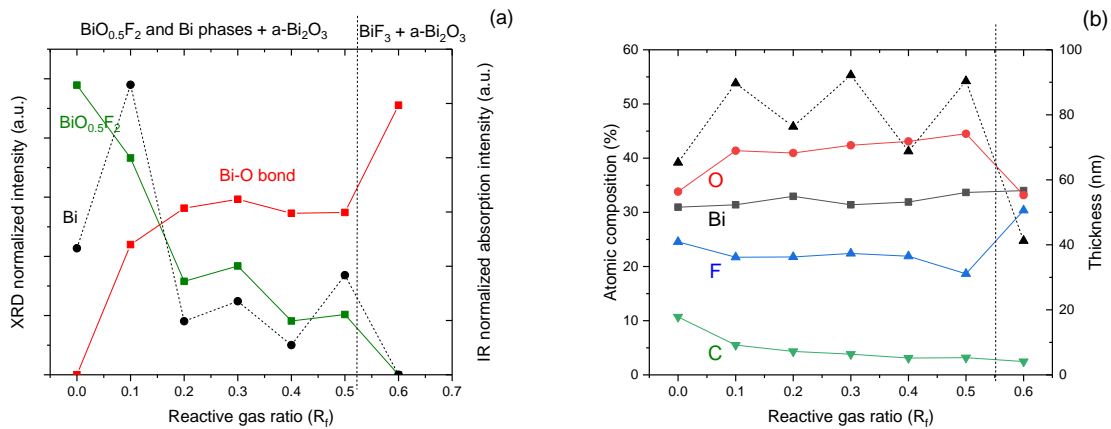 (a)
BiO0.5F2 and Bi phases + a-Bi2O3
BiF3 + a-Bi2O3
XRD normalized intensity (a.u.)
BiO0.5F2
Bi
Bi-O bond
IR normalized absorption intensity (a.u.)
0.0 0.1 0.2 0.3 0.4 0.5 0.6 0.7
Reactive gas ratio (Rf)
(b)
Atomic composition (%)
60
50
40
30
20
10
0
O
Bi
F
C
100
80
60
40
20
0
Thickness (nm)
0.0 0.1 0.2 0.3 0.4 0.5 0.6
Reactive gas ratio (Rf)